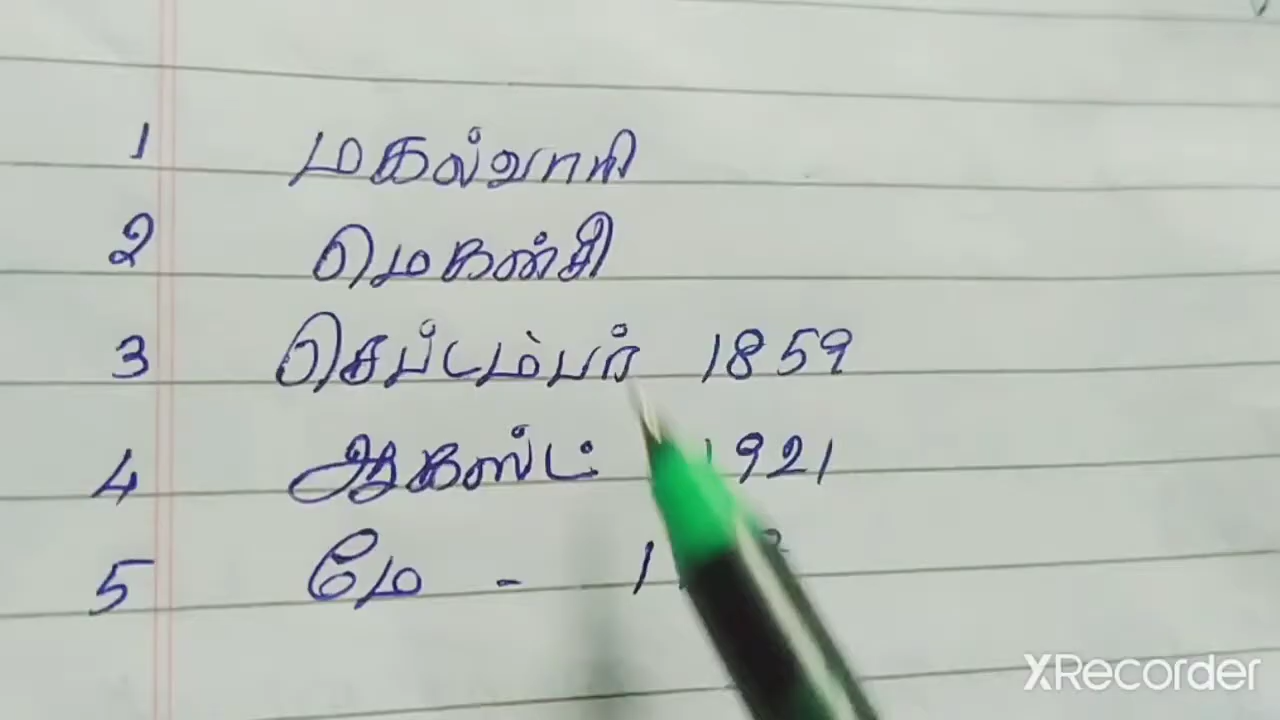 1 மகல்வாரி
2 மெகன்சி
3 செப்டம்பர் 1859
4 ஆகஸ்ட் 1921
5 மே -
XRecorder